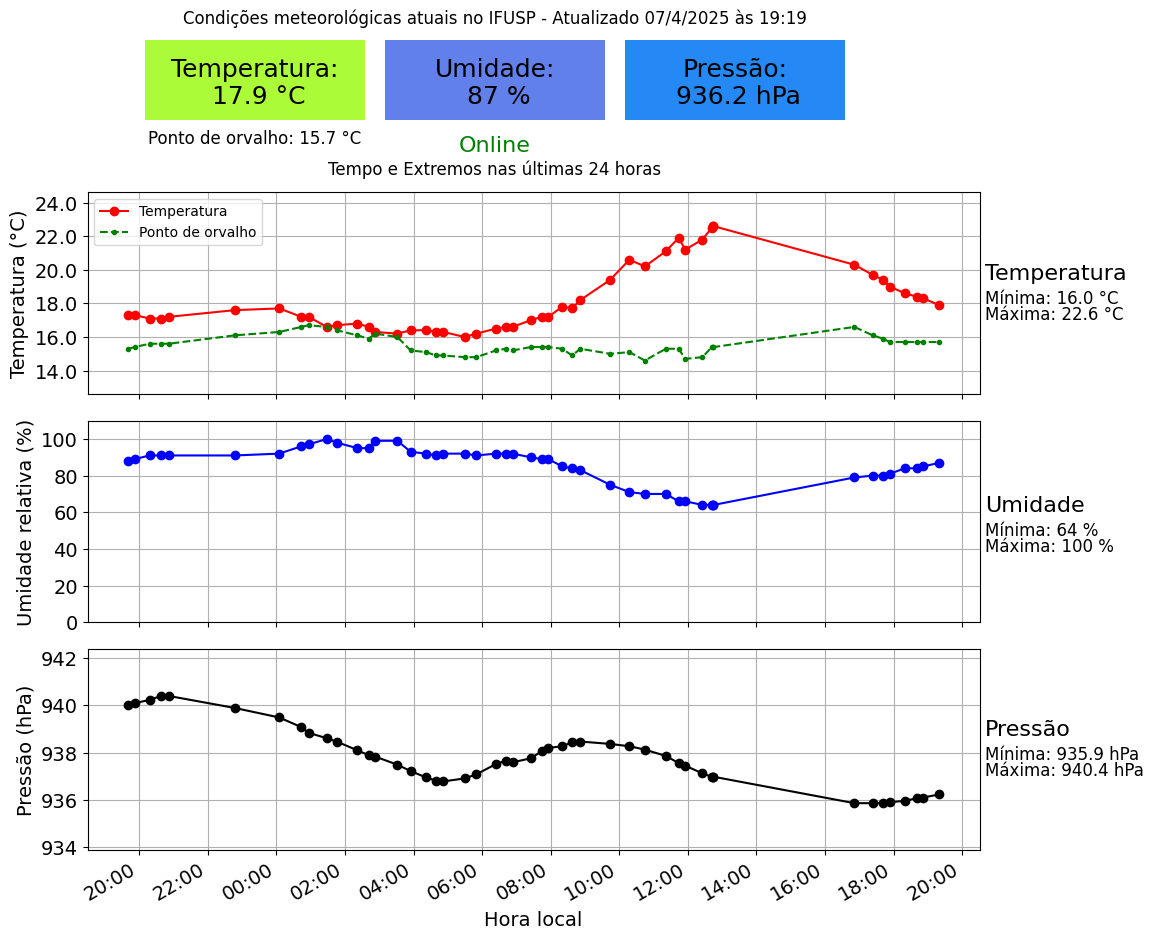 Condições meteorológicas atuais no IFUSP - Atualizado 07/4/2025 às 19:19
Temperatura:
17.9 °C
Umidade:
87 %
Pressão:
936.2 hPa
Ponto de orvalho: 15.7 °C
Online
Tempo e Extremos nas últimas 24 horas
Temperatura (°C)
24.0
22.0
20.0
18.0
16.0
14.0
Temperatura
Ponto de orvalho
Temperatura
Mínima: 16.0 °C
Máxima: 22.6 °C
Umidade relativa (%)
100
80
60
40
20
0
Umidade
Mínima: 64 %
Máxima: 100 %
Pressão (hPa)
942
940
938
936
934
Pressão
Mínima: 935.9 hPa
Máxima: 940.4 hPa
20:00 22:00 00:00 02:00 04:00 06:00 08:00 10:00 12:00 14:00 16:00 18:00 20:00
Hora local